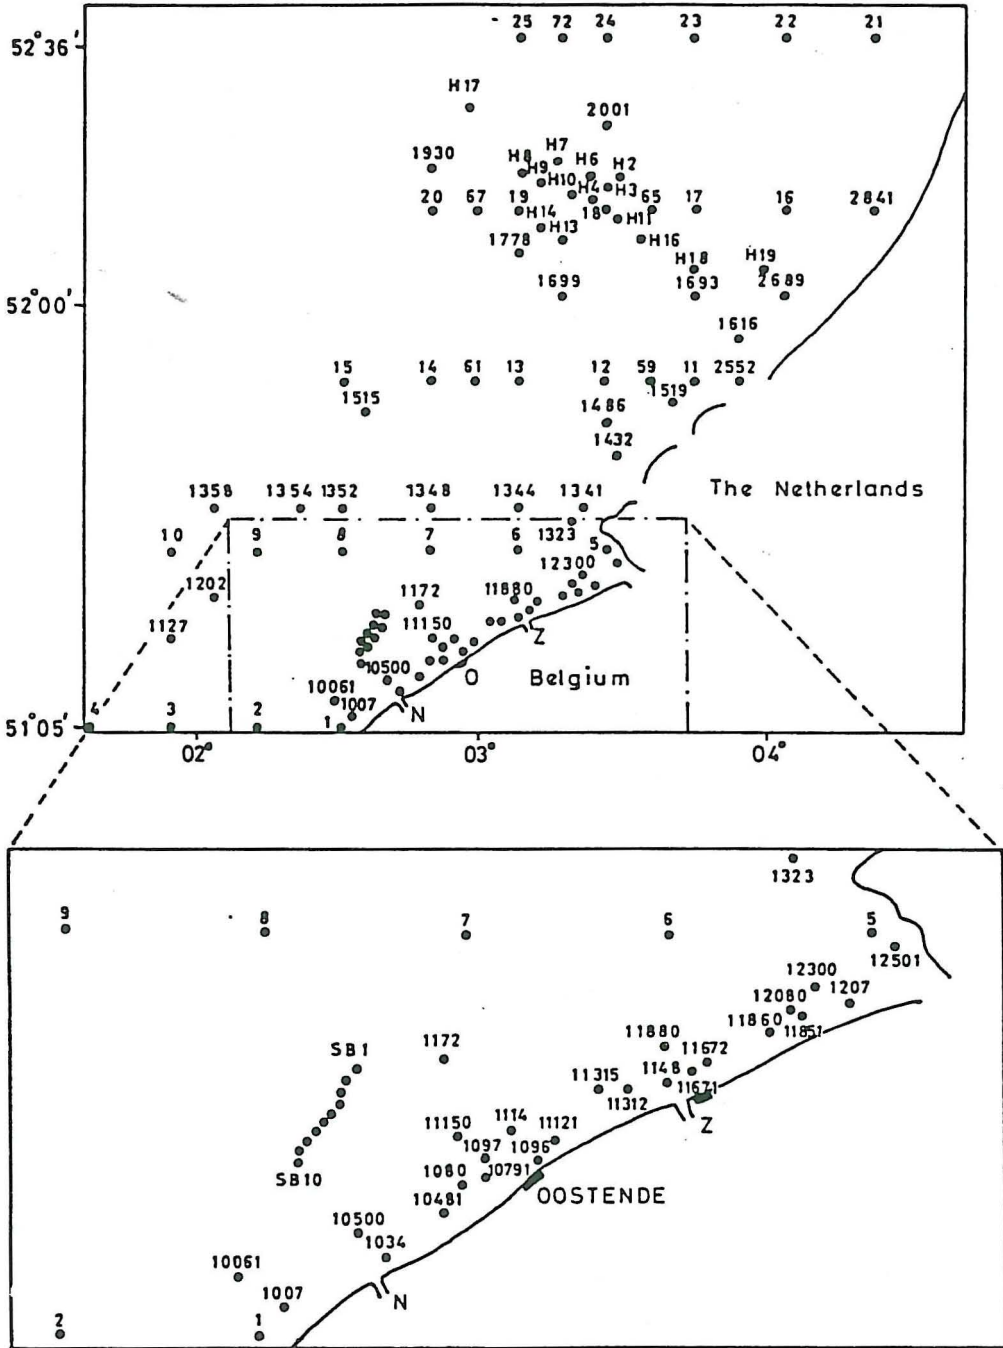 25 72 24 23 22 21
52°36'
H17
2001
H7
1930 H8 H6 H2
H9
H10 H4 H3
20 67 19 18 65 17 16 2841
H14 H11
H13 H16
1778
H18 H19
1699 1693 2689
52°00'
1616
15 14 61 13 12 59 11 2552
1515 1519
1486
1432
The Netherlands
1358 1354 1352 1348 1344 1341
1323
10 9 8 7 6 5
12300
1202 1172 11880
1127 11150
Z
10500 O Belgium
10061
1007 N
4 3 2 1
51°05'
02° 03° 04°
1323
9 8 7 6 5
12501
12300
12080 1207
11860 11851
11880
1172 11672
SB1
11315 1148
11312 11671
Z
1114
11150 11121
1097 1096
1080 10791
SB10
10481 OOSTENDE
10500
1034
10061
1007 N
2 1